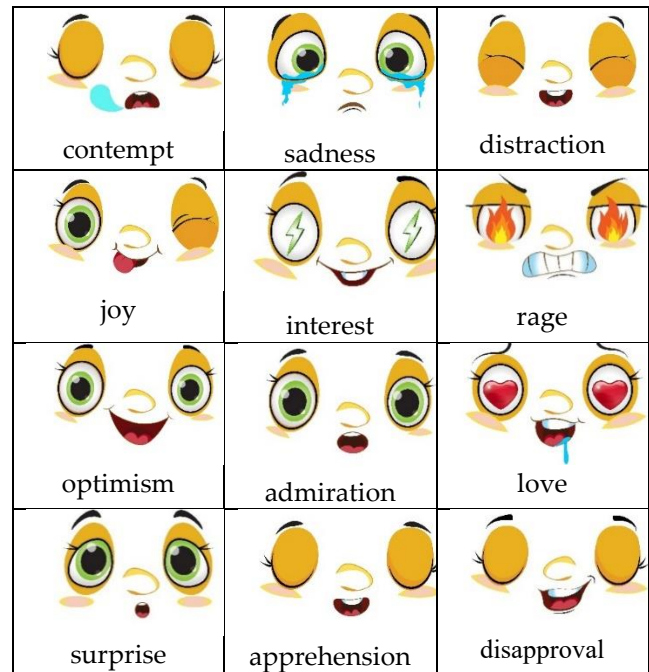 contempt
sadness
distraction
joy
interest
rage
optimism
admiration
love
surprise
apprehension
disapproval